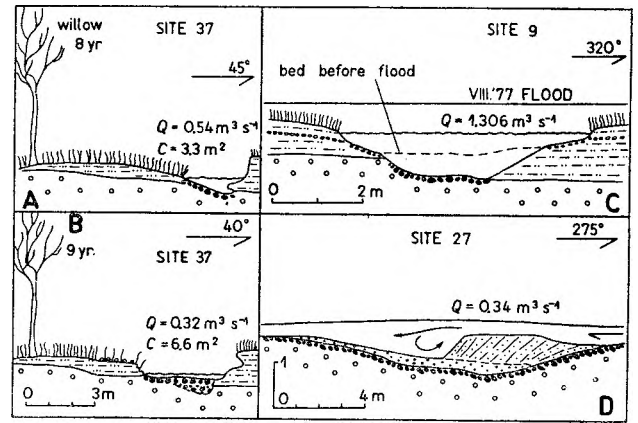 willow
8 yr
SITE 37
45°
Q = 0.54 m³ s⁻¹
C = 3.3 m²
A
SITE 9
320°
bed before flood
VIII.'77 FLOOD
Q = 1,306 m³ s⁻¹
0 2 m
C
B
9 yr.
SITE 37
40°
Q = 0.32 m³ s⁻¹
C = 6.6 m²
0 3m
SITE 27
275°
Q = 0.34 m³ s⁻¹
1
0 4 m
D